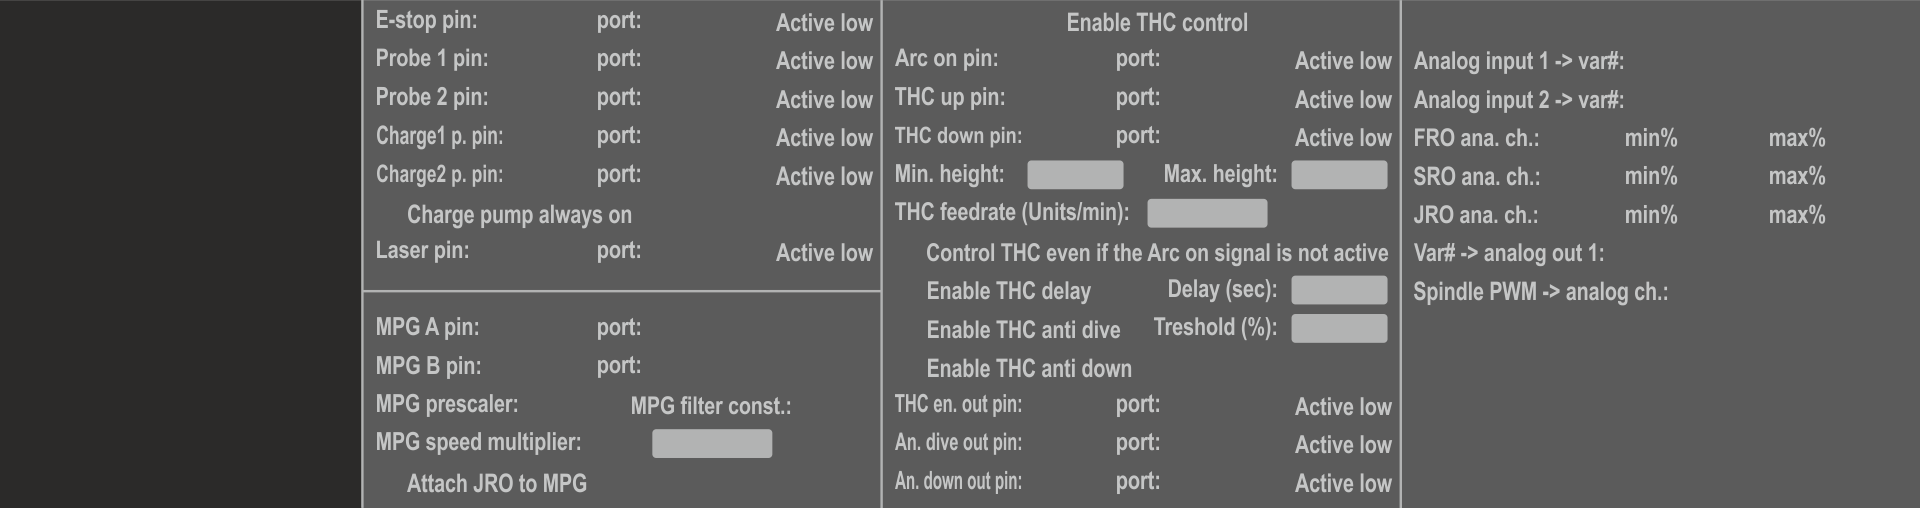 E-stop pin: port: Active low
Probe 1 pin: port: Active low
Probe 2 pin: port: Active low
Charge1 p. pin: port: Active low
Charge2 p. pin: port: Active low
Charge pump always on
Laser pin: port: Active low
MPG A pin: port:
MPG B pin: port:
MPG prescaler: MPG filter const.:
MPG speed multiplier:
Attach JRO to MPG
Enable THC control
Arc on pin: port: Active low
THC up pin: port: Active low
THC down pin: port: Active low
Min. height: Max. height:
THC feedrate (Units/min):
Control THC even if the Arc on signal is not active
Enable THC delay Delay (sec):
Enable THC anti dive Treshold (%):
Enable THC anti down
THC en. out pin: port: Active low
An. dive out pin: port: Active low
An. down out pin: port: Active low
Analog input 1 -> var#:
Analog input 2 -> var#:
FRO ana. ch.: min% max%
SRO ana. ch.: min% max%
JRO ana. ch.: min% max%
Var# -> analog out 1:
Spindle PWM -> analog ch.: